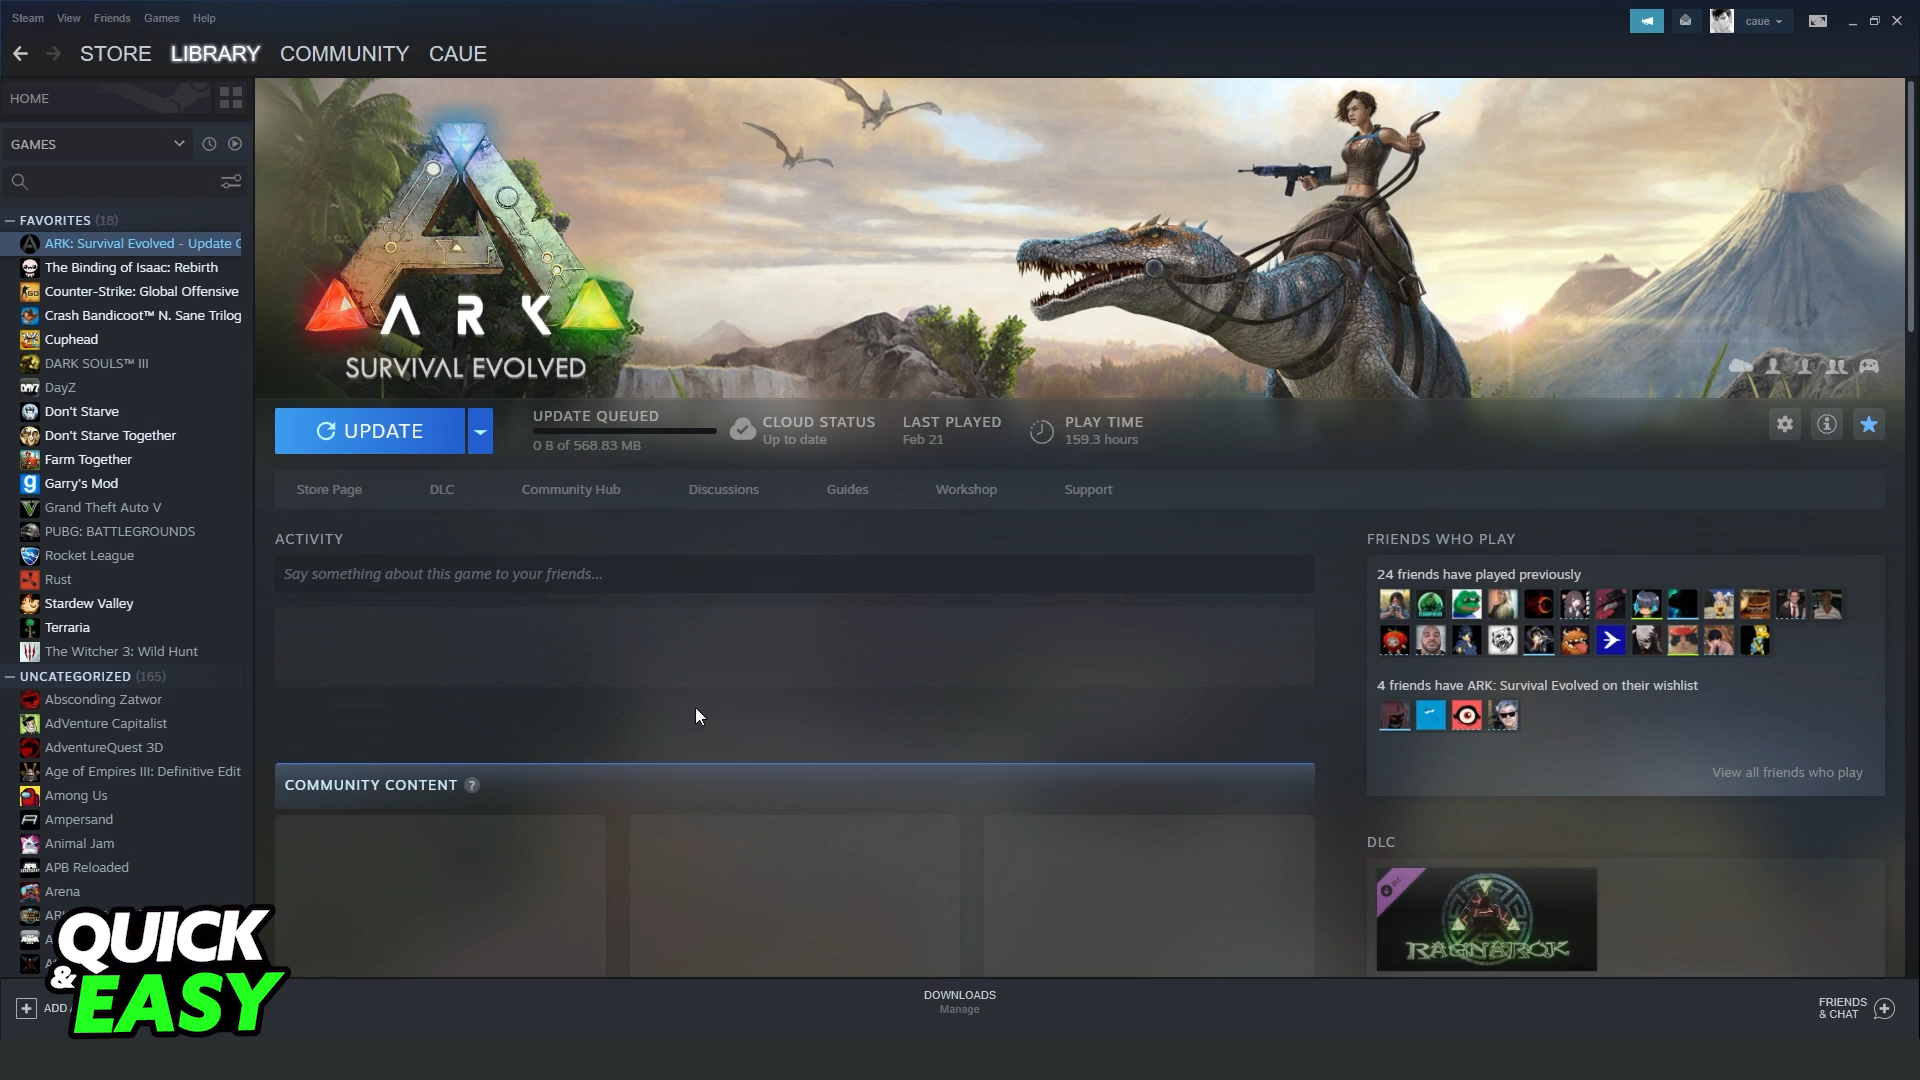 Steam View Friends Games Help
caue
STORE LIBRARY COMMUNITY CAUE
HOME
GAMES
FAVORITES (18)
ARK: Survival Evolved - Update
The Binding of Isaac: Rebirth
Counter-Strike: Global Offensive
Crash Bandicoot™ N. Sane Trilog
Cuphead
DARK SOULS™ III
DayZ
Don't Starve
Don't Starve Together
Farm Together
Garry's Mod
Grand Theft Auto V
PUBG: BATTLEGROUNDS
Rocket League
Rust
Stardew Valley
Terraria
The Witcher 3: Wild Hunt
UNCATEGORIZED (165)
Absconding Zatwor
AdVenture Capitalist
AdventureQuest 3D
Age of Empires III: Definitive Edit
Among Us
Ampersand
Animal Jam
APB Reloaded
Arena
QUICK
& EASY
ADD
ARK
SURVIVAL EVOLVED
UPDATE
UPDATE QUEUED
0 B of 568.83 MB
CLOUD STATUS
Up to date
LAST PLAYED
Feb 21
PLAY TIME
159.3 hours
Store Page DLC Community Hub Discussions Guides Workshop Support
ACTIVITY
Say something about this game to your friends...
COMMUNITY CONTENT ?
FRIENDS WHO PLAY
24 friends have played previously
4 friends have ARK: Survival Evolved on their wishlist
View all friends who play
DLC
RAGNAROK
DOWNLOADS
Manage
FRIENDS
& CHAT